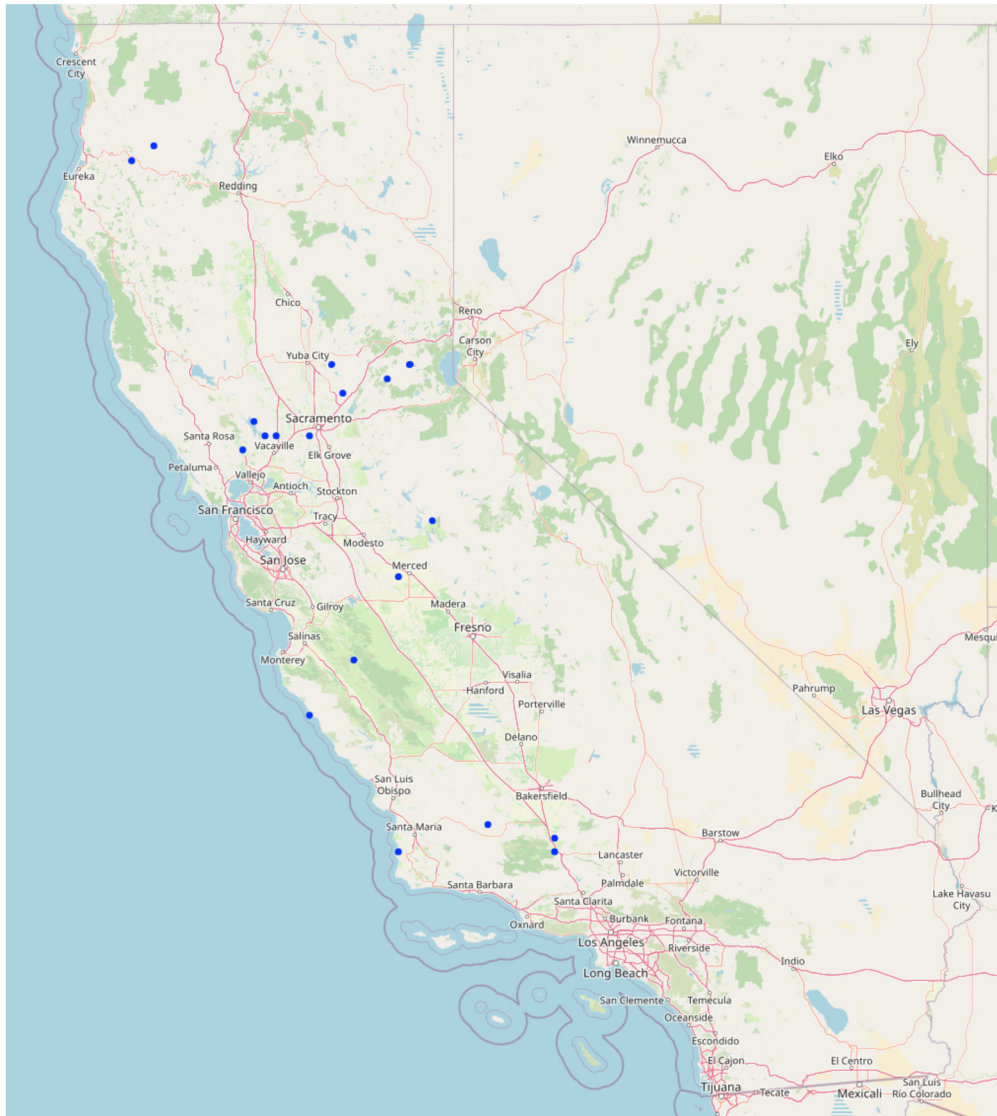 Crescent
City
Winnemucca
Elko
Eureka
Redding
Chico
Reno
Carson
City
Yuba City
Ely
Sacramento
Santa Rosa
Vacaville
Elk Grove
Petaluma
Vallejo
Antioch
Stockton
San Francisco
Tracy
Hayward
Modesto
San Jose
Merced
Santa Cruz
Gilroy
Madera
Salinas
Fresno
Monterey
Mesqui
Visalia
Hanford
Pahrump
Porterville
Las Vegas
Delano
San Luis
Obispo
Bakersfield
Bullhead
City
K
Santa Maria
Barstow
Lancaster
Victorville
Palmdale
Santa Barbara
Lake Havasu
City
Santa Clarita
Oxnard
Burbank
Fontana
Los Angeles
Riverside
Long Beach
Indio
San Clemente
Temecula
Oceanside
Escondido
El Cajon
El Centro
Tijuana
Tecate
Mexicali
San Luis
Río Colorado